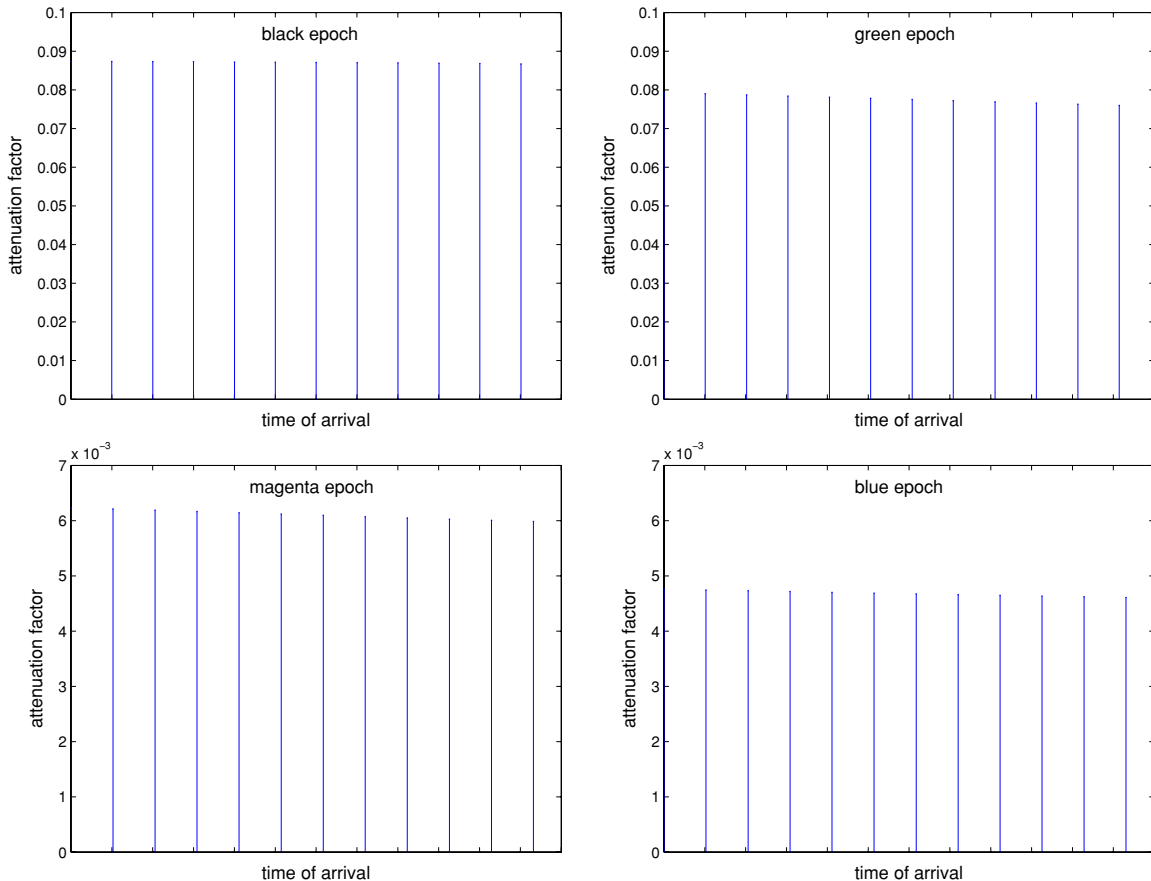 black epoch
0.1
0.09
0.08
0.07
0.06
0.05
0.04
0.03
0.02
0.01
0
attenuation factor
time of arrival
green epoch
0.1
0.09
0.08
0.07
0.06
0.05
0.04
0.03
0.02
0.01
0
attenuation factor
time of arrival
x 10⁻³
magenta epoch
7
6
5
4
3
2
1
0
attenuation factor
time of arrival
x 10⁻³
blue epoch
7
6
5
4
3
2
1
0
attenuation factor
time of arrival